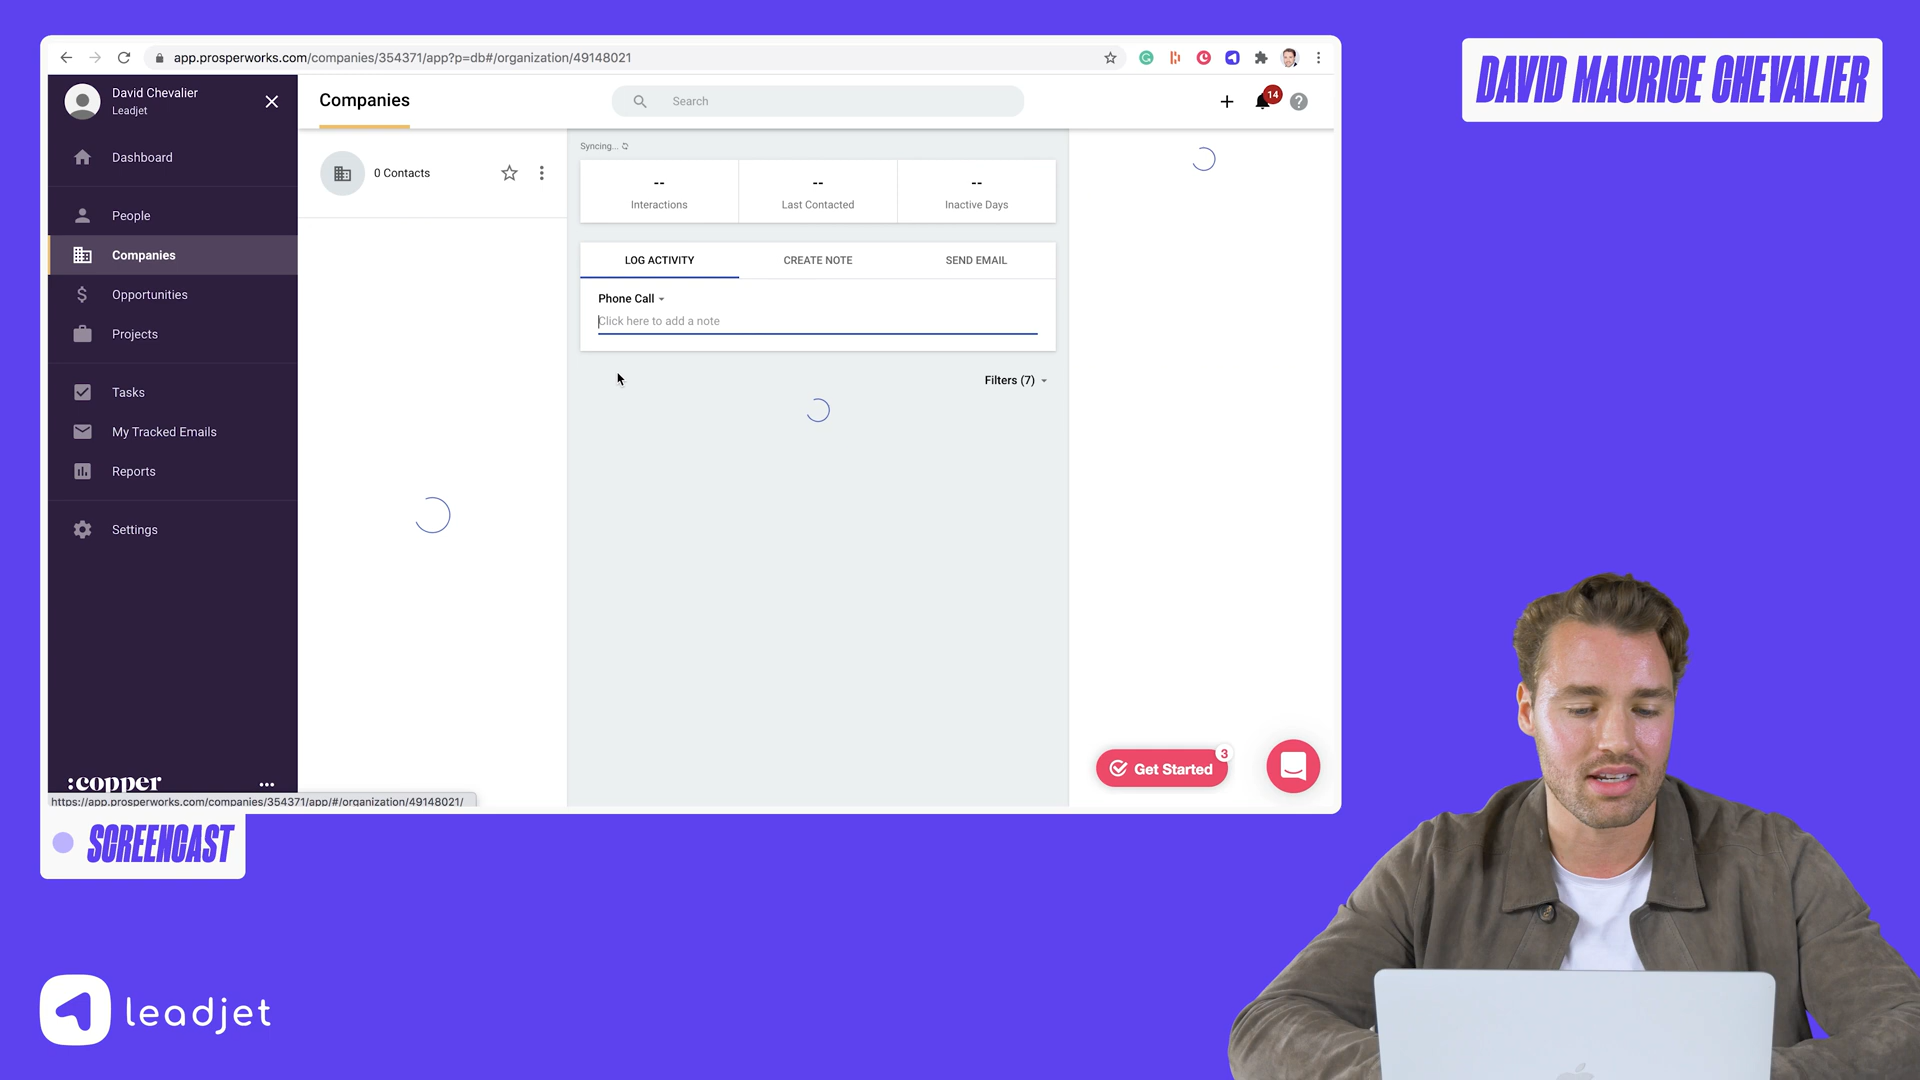 app.prosperworks.com/companies/354371/app?p=db#/organization/49148021
DAVID MAURICE CHEVALIER
David Chevalier
Leadjet
Companies
Search
14
Dashboard
People
Companies
Opportunities
Projects
Tasks
My Tracked Emails
Reports
Settings
:copper
0 Contacts
Syncing...
--
Interactions
--
Last Contacted
--
Inactive Days
LOG ACTIVITY
CREATE NOTE
SEND EMAIL
Phone Call
Click here to add a note
Filters (7)
Get Started
3
https://app.prosperworks.com/companies/354371/app/#/organization/49148021/
SCREENCAST
leadjet